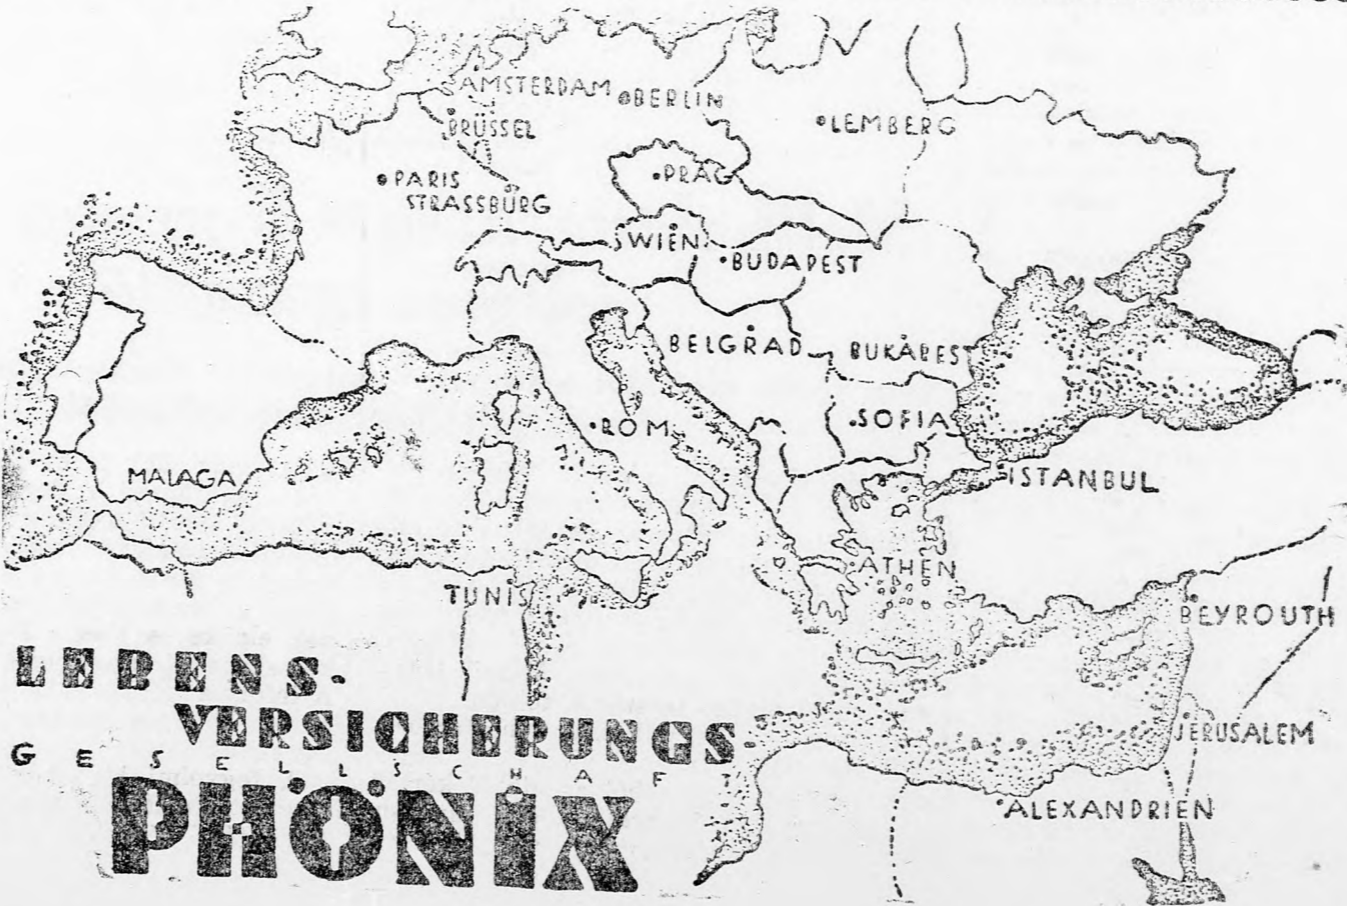 AMSTERDAM
BERLIN
BRÜSSEL
LEMBERG
PARIS
PRAG
STRASSBURG
WIEN
BUDAPEST
BELGRAD
BUKAREST
ROM
SOFIA
MALAGA
ISTANBUL
ATHEN
TUNIS
BEYROUTH
JERUSALEM
ALEXANDRIEN
LEBENS-
VERSICHERUNGS-
GESELLSCHAFT
PHÖNIX